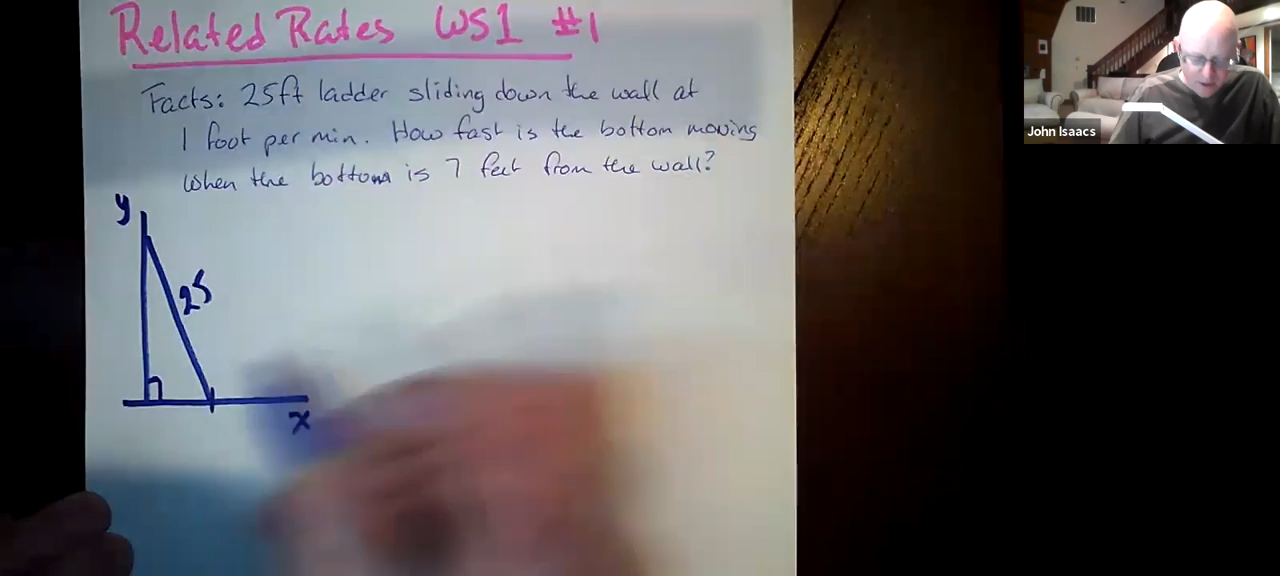 Related Rates WS1 #1
Facts: 25ft ladder sliding down the wall at
1 foot per min. How fast is the bottom moving
when the bottom is 7 feet from the wall?
y
25
x
John Isaacs